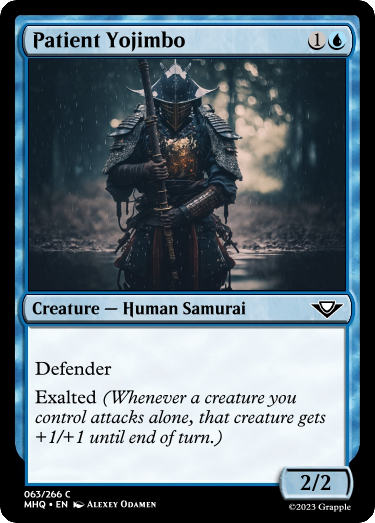 Patient Yojimbo 1
Creature — Human Samurai
Defender
Exalted (Whenever a creature you
control attacks alone, that creature gets
+1/+1 until end of turn.)
2/2
063/266 C
MHQ • EN Alexey Odamen
©2023 Grapple